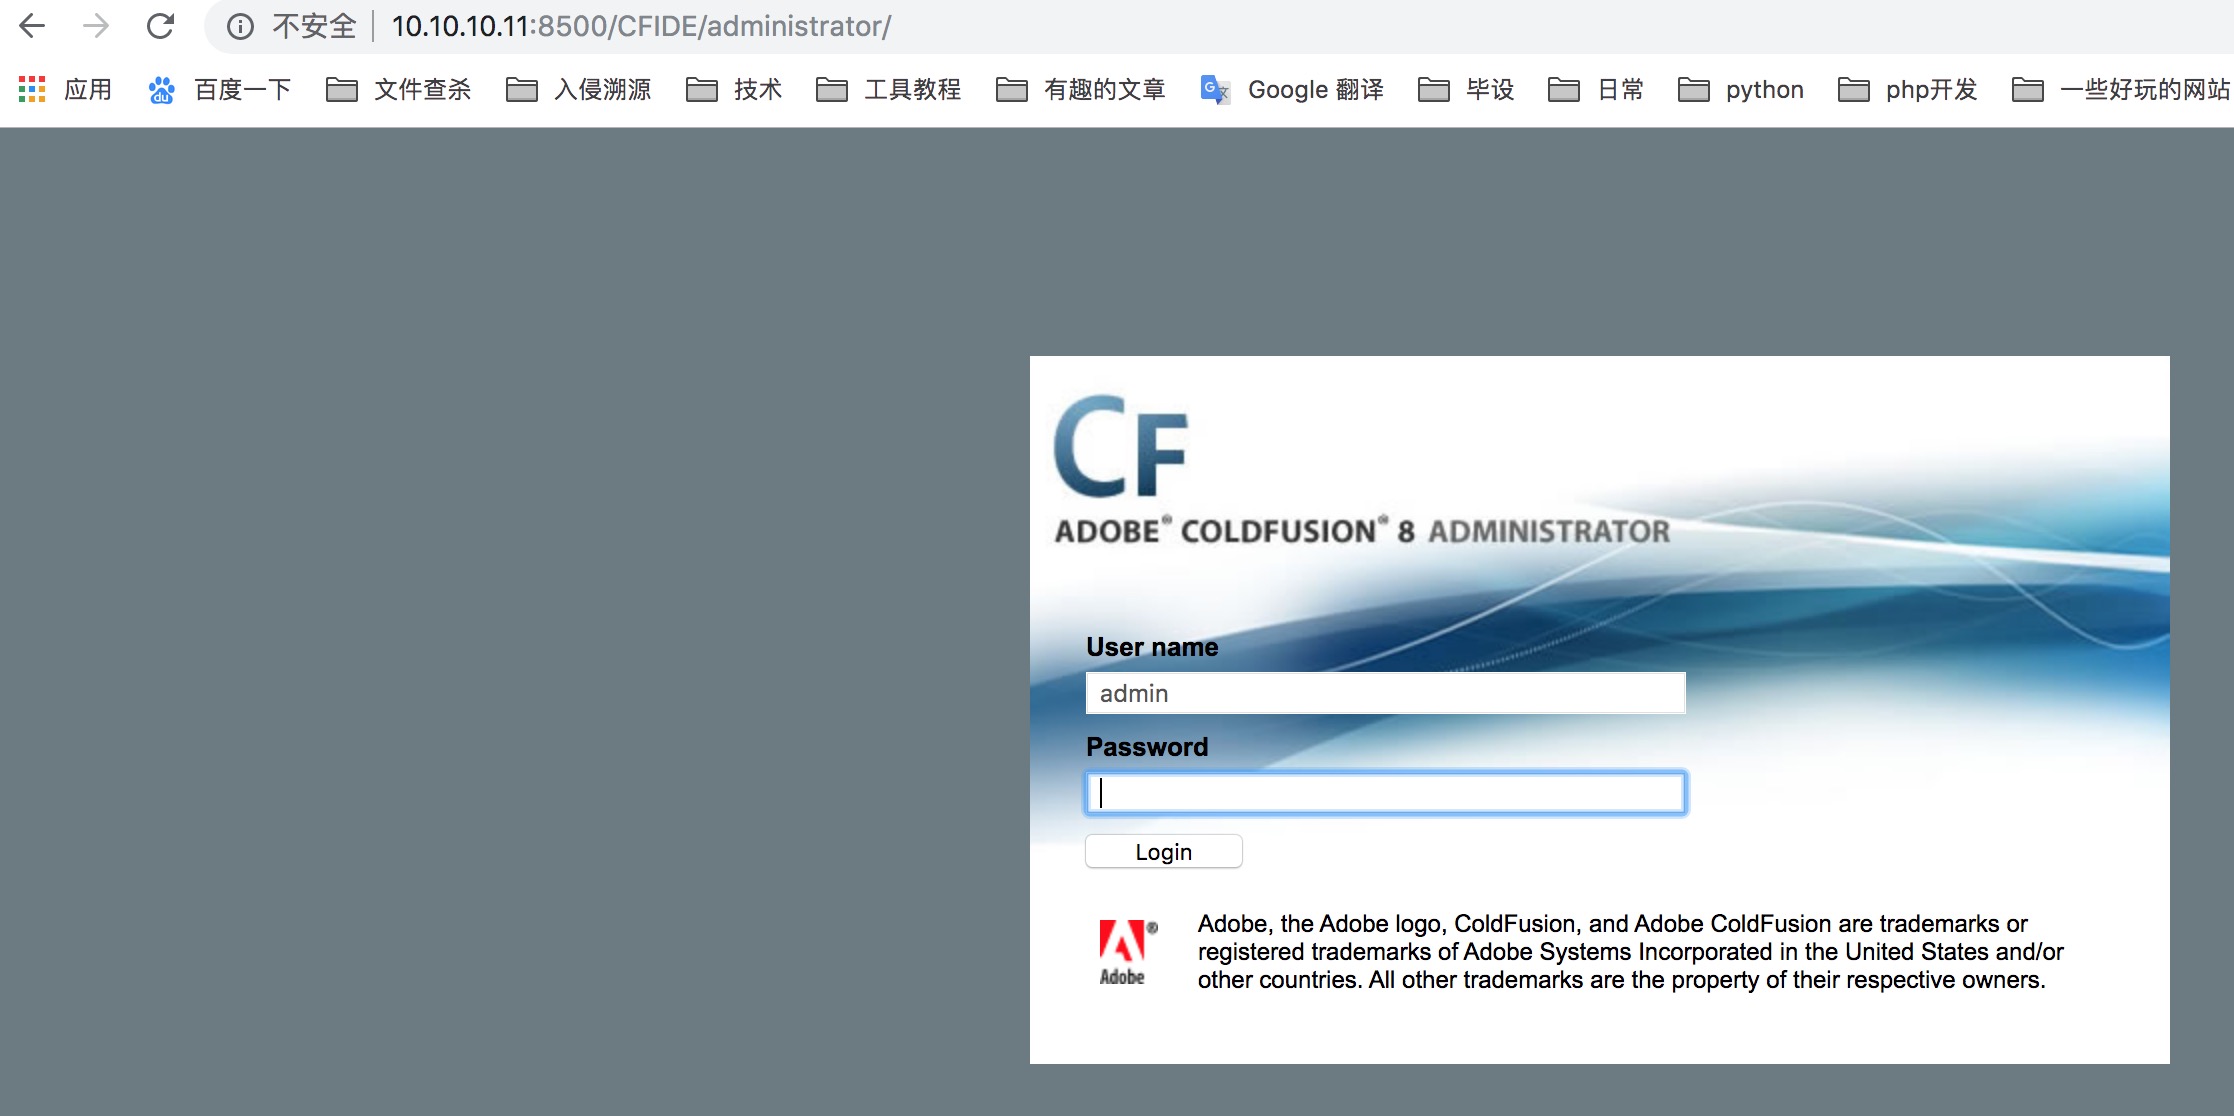 不安全 10.10.10.11:8500/CFIDE/administrator/
应用 百度一下 文件查杀 入侵溯源 技术 工具教程 有趣的文章 Google 翻译 毕设 日常 python php开发 一些好玩的网站
CF
ADOBE® COLDFUSION® 8 ADMINISTRATOR
User name
admin
Password
Login
Adobe, the Adobe logo, ColdFusion, and Adobe ColdFusion are trademarks or
registered trademarks of Adobe Systems Incorporated in the United States and/or
other countries. All other trademarks are the property of their respective owners.
®
Adobe